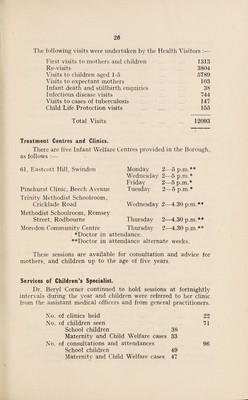 26
The following visits were undertaken by the Health Visitors :—
First visits to mothers and children 1313
Re-visits 3804
Visits to children aged 1-5 5789
Visits to expectant mothers 103
Infant death and stillbirth enquiries 38
Infectious disease visits 744
Visits to cases of tuberculosis 147
Child Life Protection visits 155
Total Visits 12093
Treatment Centres and Clinics.
There are five Infant Welfare Centres provided in the Borough,
as follows :—
61, Eastcott Hill, Swindon Monday 2—5 p.m.**
Wednesday 2—5 p.m.*
Friday 2—5 p.m.*
Pinehurst Clinic, Beech Avenue Tuesday 2—5 p.m.*
Trinity Methodist Schoolroom,
Cricklade Road Wednesday 2—4.30 p.m.**
Methodist Schoolroom, Romsey
Street, Rodbourne Thursday 2—4.30 p.m.**
Moredon Community Centre Thursday 2—4.30 p.m.**
*Doctor in attendance.
**Doctor in attendance alternate weeks.
These sessions are available for consultation and advice for
mothers, and children up to the age of five years.
Services of Children's Specialist.
Dr. Beryl Corner continued to hold sessions at fortnightly
intervals during the year and children were referred to her clinic
from the assistant medical officers and from general practitioners.
No. of clinics held 22
No. of children seen 71
School children 38
Maternity and Child Welfare cases 33
No. of consultations and attendances 96
School children 49
Maternity and Child Welfare cases 47